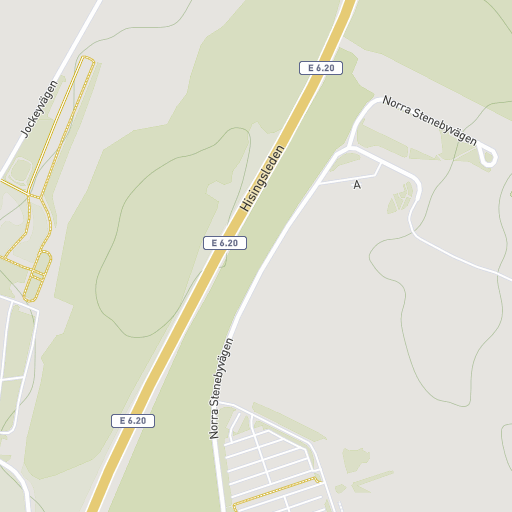 E 6.20
Jockeyvägen
Norra Stenebyvägen
Hisingsleden
A
E 6.20
Norra Stenebyvägen
E 6.20